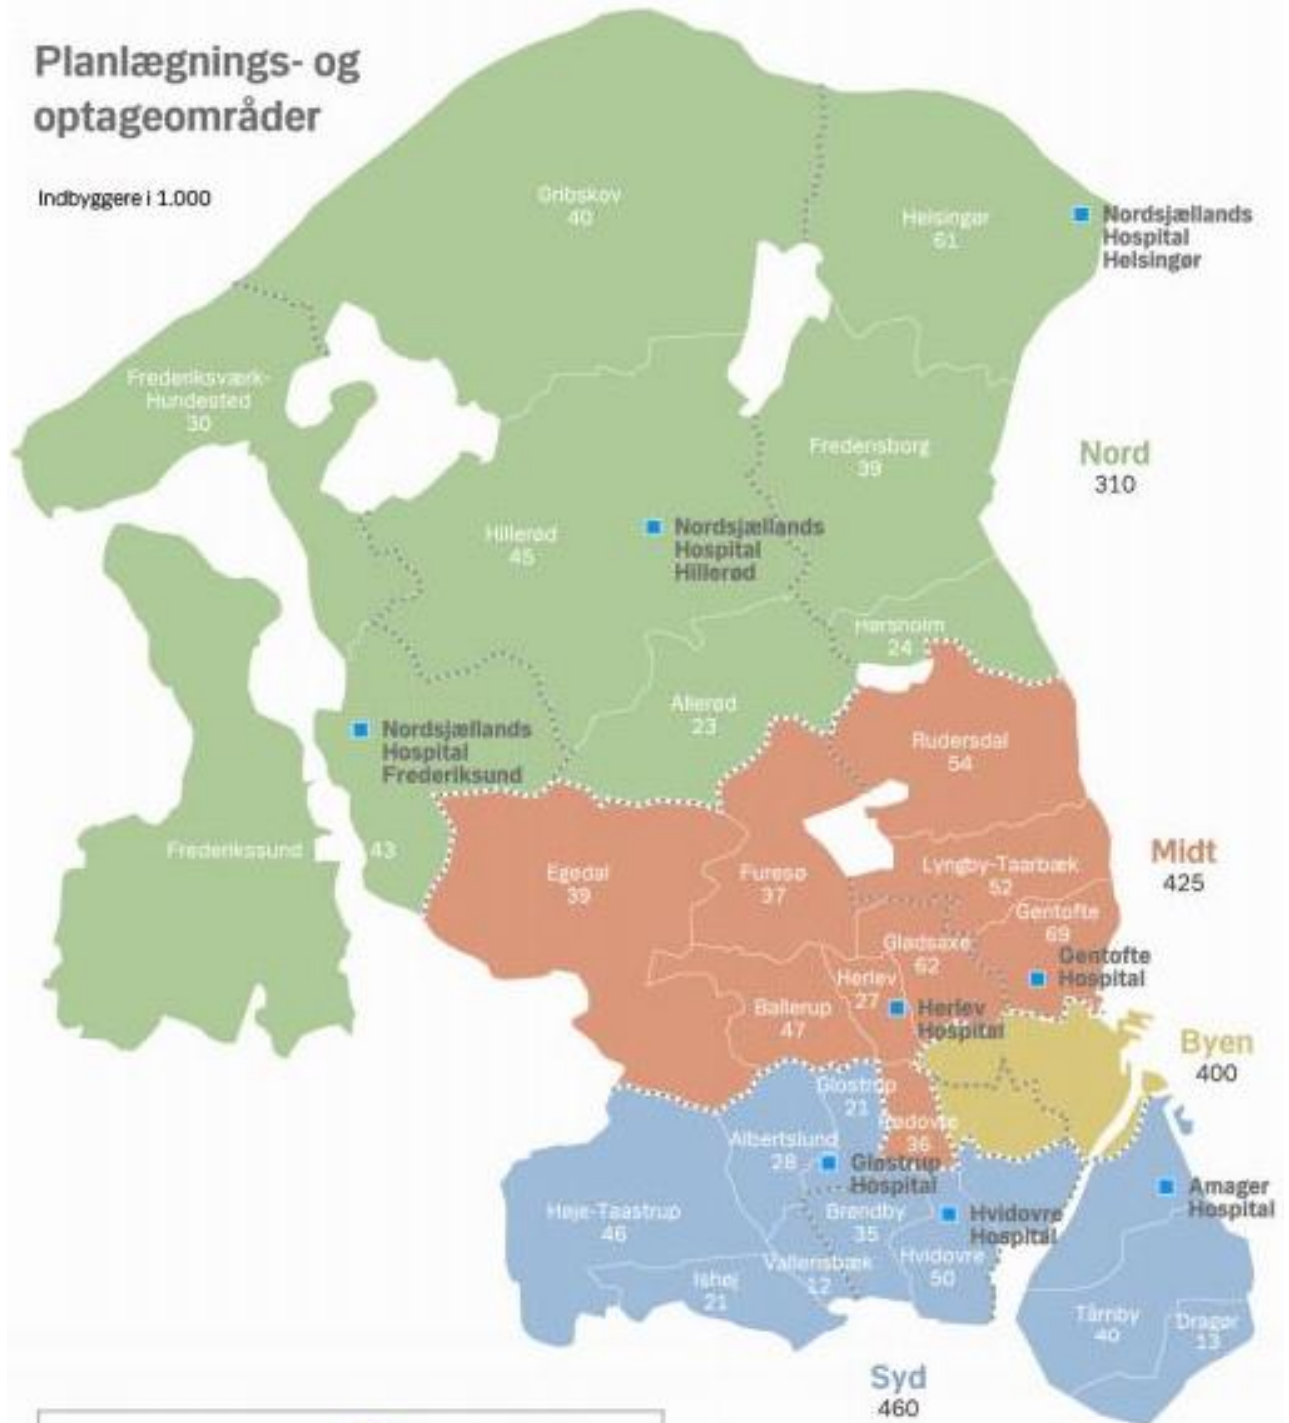 Planlægnings- og
optageområder
Indbyggere i 1.000
Gribskov
40
Helsingør
61
Nordsjællands
Hospital
Helsingør
Frederiksværk-
Hundested
30
Fredensborg
39
Nord
310
Hillerød
45
Nordsjællands
Hospital
Hillerød
Hørsholm
24
Allerød
23
Nordsjællands
Hospital
Frederiksund
Rudersdal
54
Frederikssund 43
Egedal
39
Furesø
37
Lyngby-Taarbæk
52
Midt
425
Gentofte
69
Gladsaxe
62
Gentofte
Hospital
Herlev
27
Ballerup
47
Herlev
Hospital
Byen
400
Glostrup
21
Rødovre
36
Albertslund
28
Glostrup
Hospital
Amager
Hospital
Høje-Taastrup
46
Brøndby
35
Hvidovre
Hospital
Hvidovre
50
Vallensbæk
12
Ishøj
21
Tårnby
40
Dragør
13
Syd
460